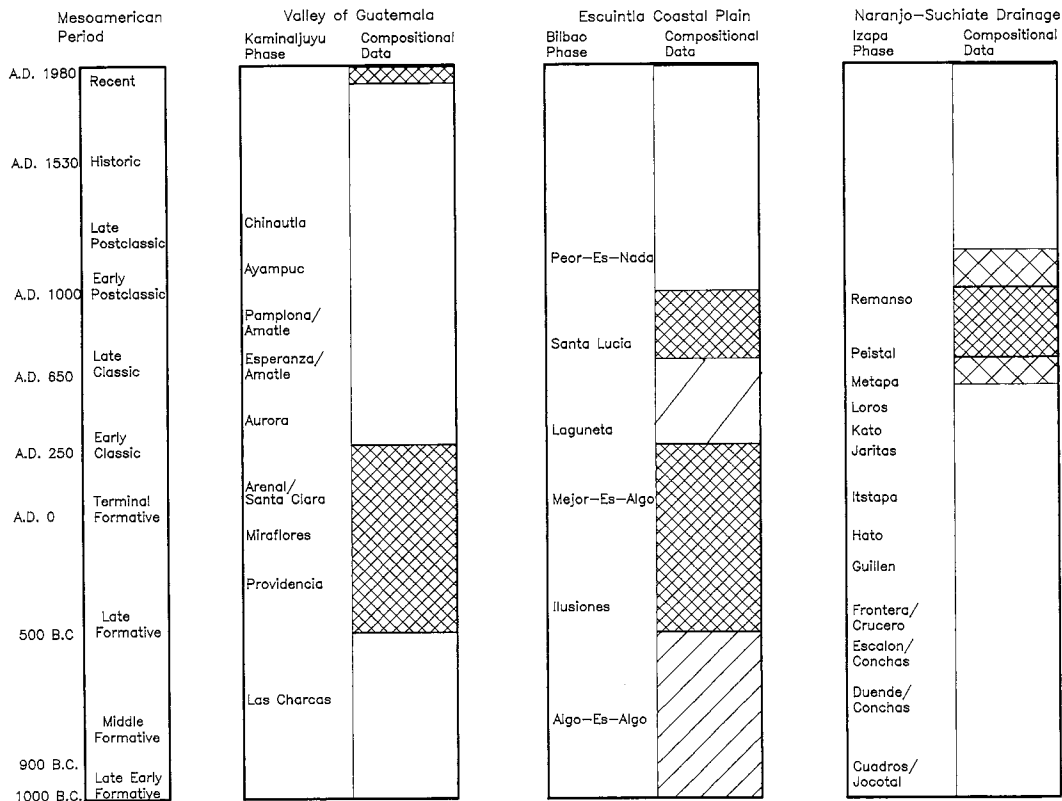 Mesoamerican
Period
A.D. 1980
Recent
A.D. 1530
Historic
Late
Postclassic
Early
Postclassic
A.D. 1000
Late
Classic
A.D. 650
Early
Classic
A.D. 250
Terminal
Formative
A.D. 0
Late
Formative
500 B.C
Middle
Formative
900 B.C.
Late Early
Formative
1000 B.C.
Valley of Guatemala
Kaminaljuyu
Phase
Compositional
Data
Chinautla
Ayampuc
Pamplona/
Amatle
Esperanza/
Amatle
Aurora
Arenal/
Santa Clara
Miraflores
Providencia
Las Charcas
Escuintla Coastal Plain
Bilbao
Phase
Compositional
Data
Peor-Es-Nada
Santa Lucia
Laguneta
Mejor-Es-Algo
Ilusiones
Algo-Es-Algo
Naranjo-Suchiate Drainage
Izapa
Phase
Compositional
Data
Remanso
Peistal
Metapa
Loros
Kato
Jaritas
Itstapa
Hato
Guillen
Frontera/
Crucero
Escalon/
Conchas
Duende/
Conchas
Cuadros/
Jocotal